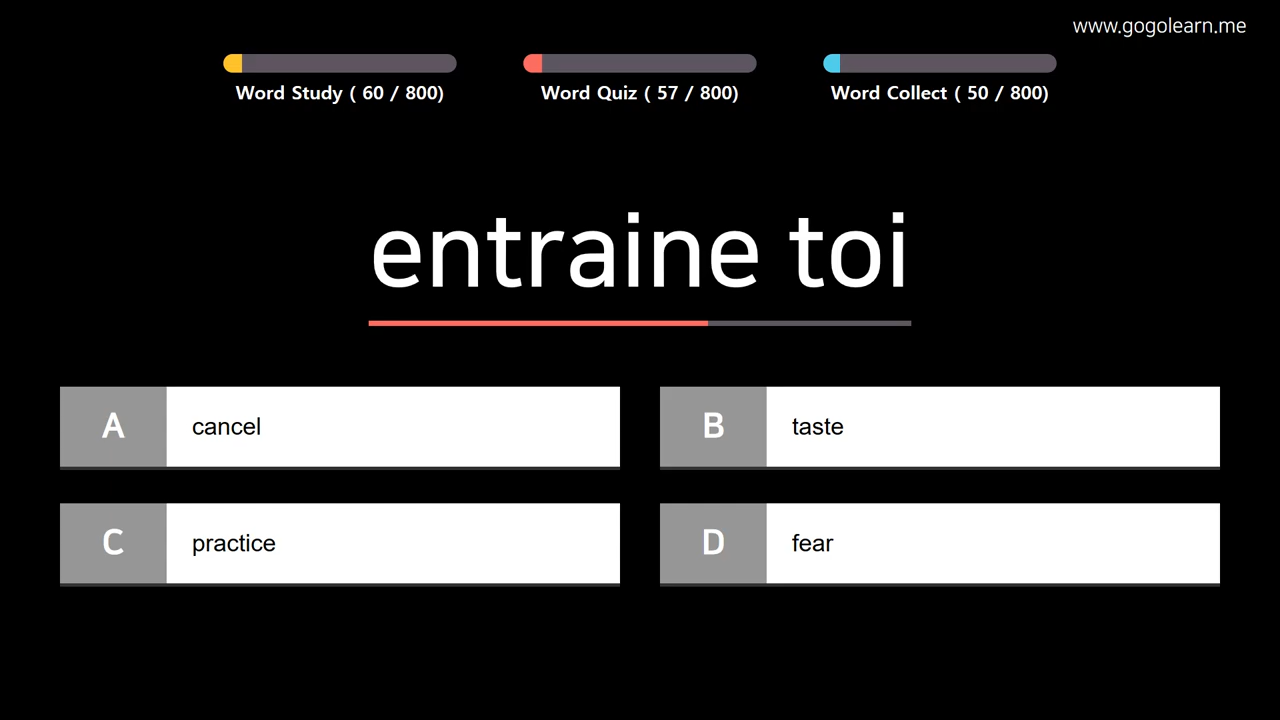 www.gogolearn.me
Word Study ( 60 / 800)
Word Quiz ( 57 / 800)
Word Collect ( 50 / 800)
entraine toi
A cancel
B taste
C practice
D fear